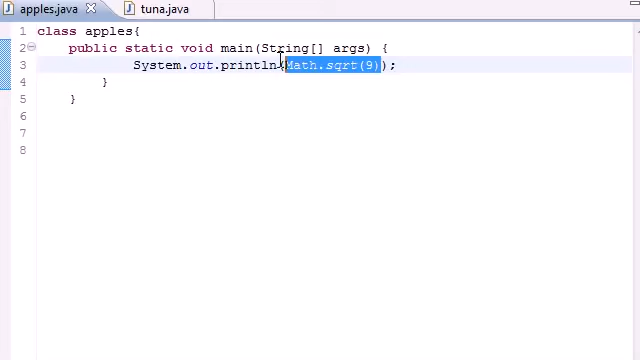 apples.java tuna.java
1 class apples{
2 public static void main(String[] args) {
3 System.out.println(Math.sqrt(9));
4 }
5 }
6
7
8